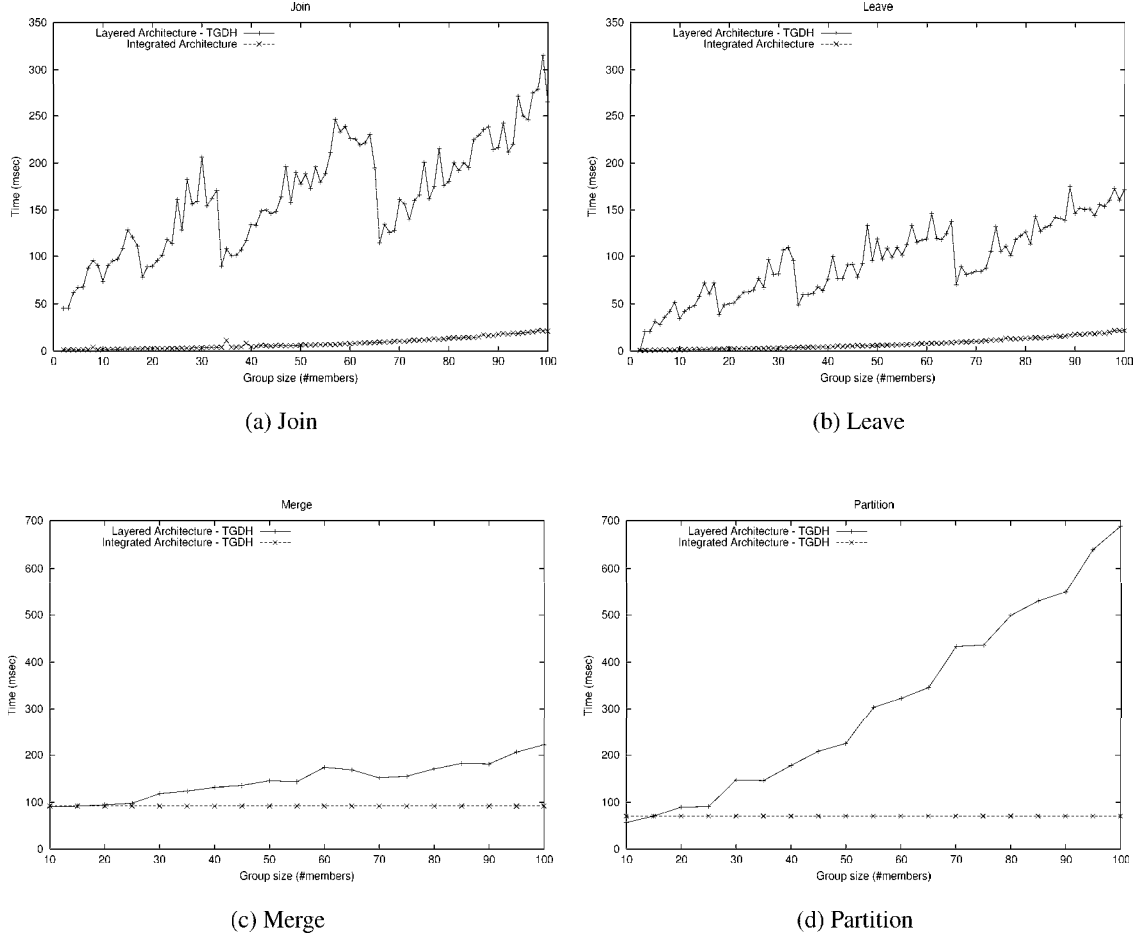 Join
Layered Architecture - TGDH
Integrated Architecture
350
300
250
200
150
100
50
0
Time (msec)
0 10 20 30 40 50 60 70 80 90 100
Group size (#members)
(a) Join
Leave
Layered Architecture - TGDH
Integrated Architecture
350
300
250
200
150
100
50
0
Time (msec)
0 10 20 30 40 50 60 70 80 90 100
Group size (#members)
(b) Leave
Merge
Layered Architecture - TGDH
Integrated Architecture - TGDH
700
600
500
400
300
200
100
0
Time (msec)
10 20 30 40 50 60 70 80 90 100
Group size (#members)
(c) Merge
Partition
Layered Architecture - TGDH
Integrated Architecture - TGDH
700
600
500
400
300
200
100
0
Time (msec)
10 20 30 40 50 60 70 80 90 100
Group size (#members)
(d) Partition